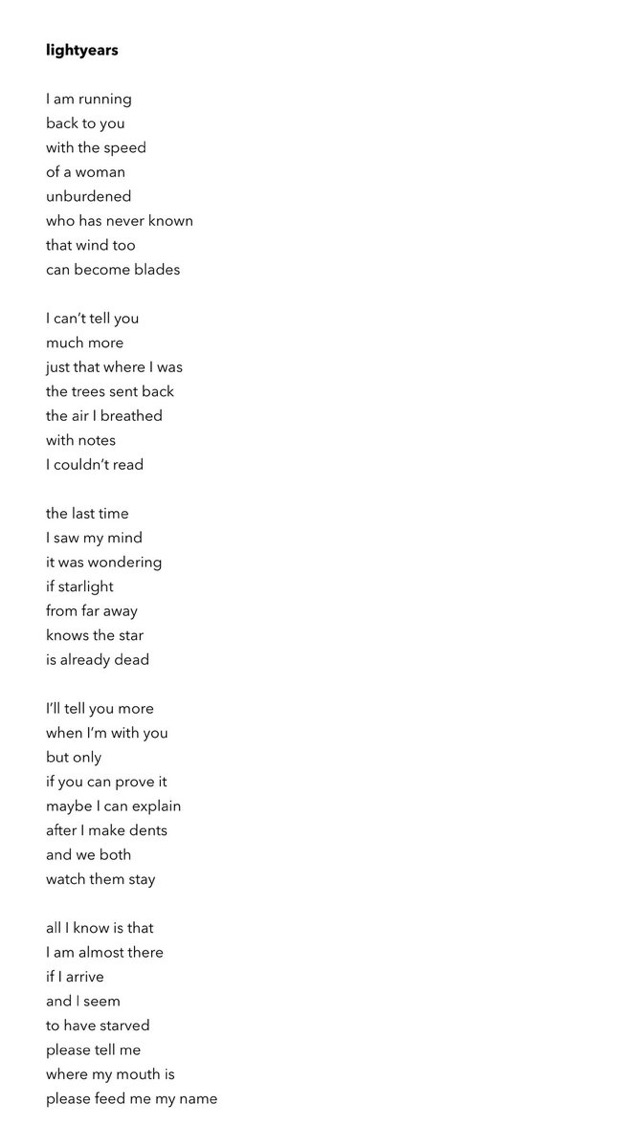 lightyears
I am running
back to you
with the speed
of a woman
unburdened
who has never known
that wind too
can become blades
I can’t tell you
much more
just that where I was
the trees sent back
the air I breathed
with notes
I couldn’t read
the last time
I saw my mind
it was wondering
if starlight
from far away
knows the star
is already dead
I’ll tell you more
when I’m with you
but only
if you can prove it
maybe I can explain
after I make dents
and we both
watch them stay
all I know is that
I am almost there
if I arrive
and I seem
to have starved
please tell me
where my mouth is
please feed me my name